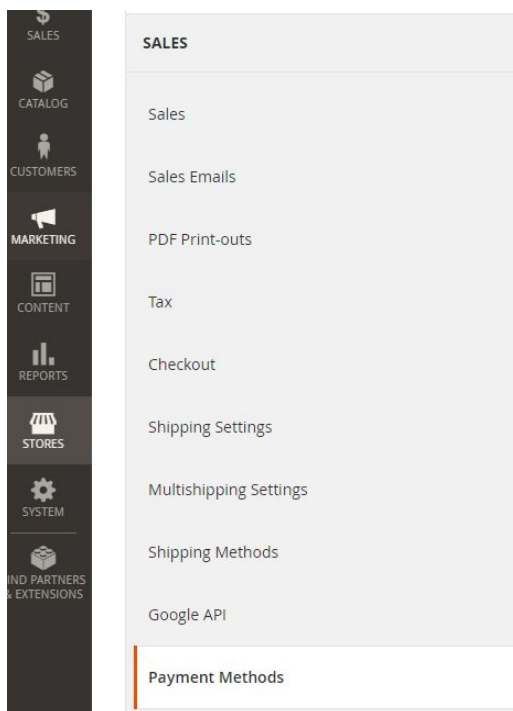 SALES
CATALOG
CUSTOMERS
MARKETING
CONTENT
REPORTS
STORES
SYSTEM
IND PARTNERS
& EXTENSIONS
SALES
Sales
Sales Emails
PDF Print-outs
Tax
Checkout
Shipping Settings
Multishipping Settings
Shipping Methods
Google API
Payment Methods